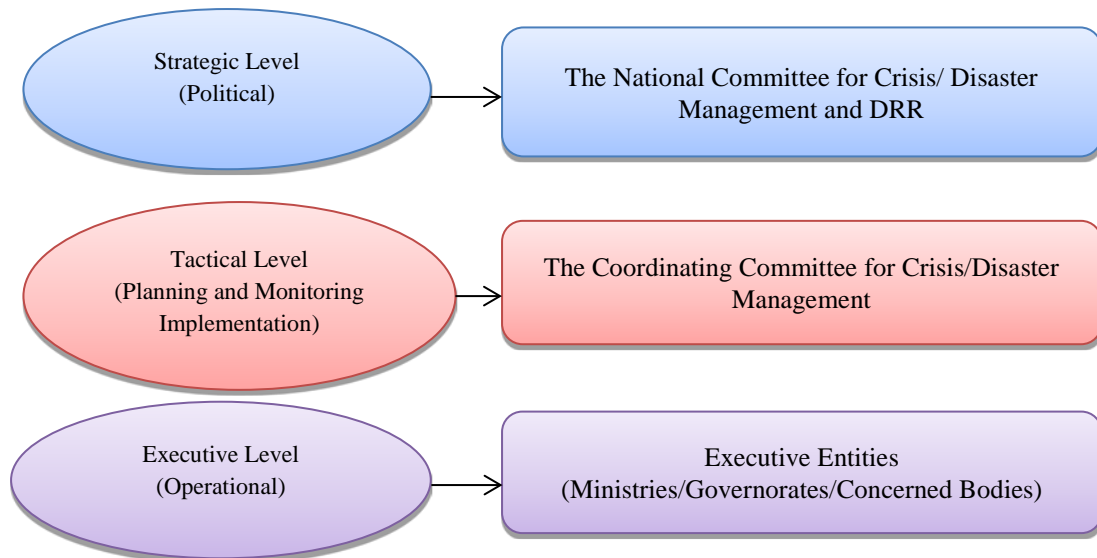 Strategic Level
(Political)
The National Committee for Crisis/ Disaster
Management and DRR
Tactical Level
(Planning and Monitoring
Implementation)
The Coordinating Committee for Crisis/Disaster
Management
Executive Level
(Operational)
Executive Entities
(Ministries/Governorates/Concerned Bodies)